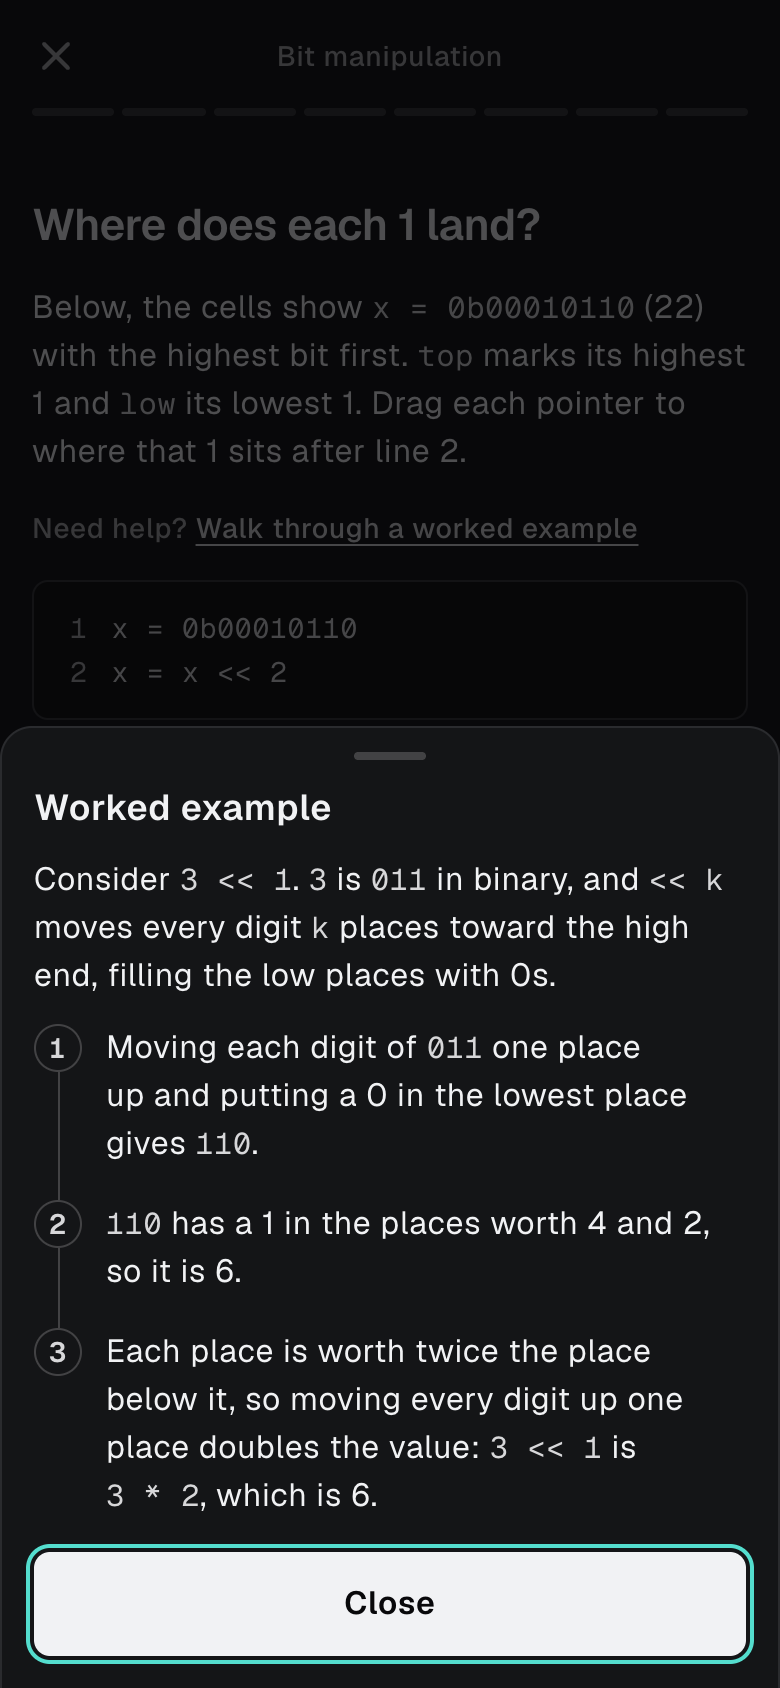 Bit manipulation
Where does each 1 land?
Below, the cells show x = 0b00010110 (22)
with the highest bit first. top marks its highest
1 and low its lowest 1. Drag each pointer to
where that 1 sits after line 2.
Need help? Walk through a worked example
1 x = 0b00010110
2 x = x << 2
Worked example
Consider 3 << 1. 3 is 011 in binary, and << k
moves every digit k places toward the high
end, filling the low places with 0s.
1 Moving each digit of 011 one place
up and putting a 0 in the lowest place
gives 110.
2 110 has a 1 in the places worth 4 and 2,
so it is 6.
3 Each place is worth twice the place
below it, so moving every digit up one
place doubles the value: 3 << 1 is
3 * 2, which is 6.
Close